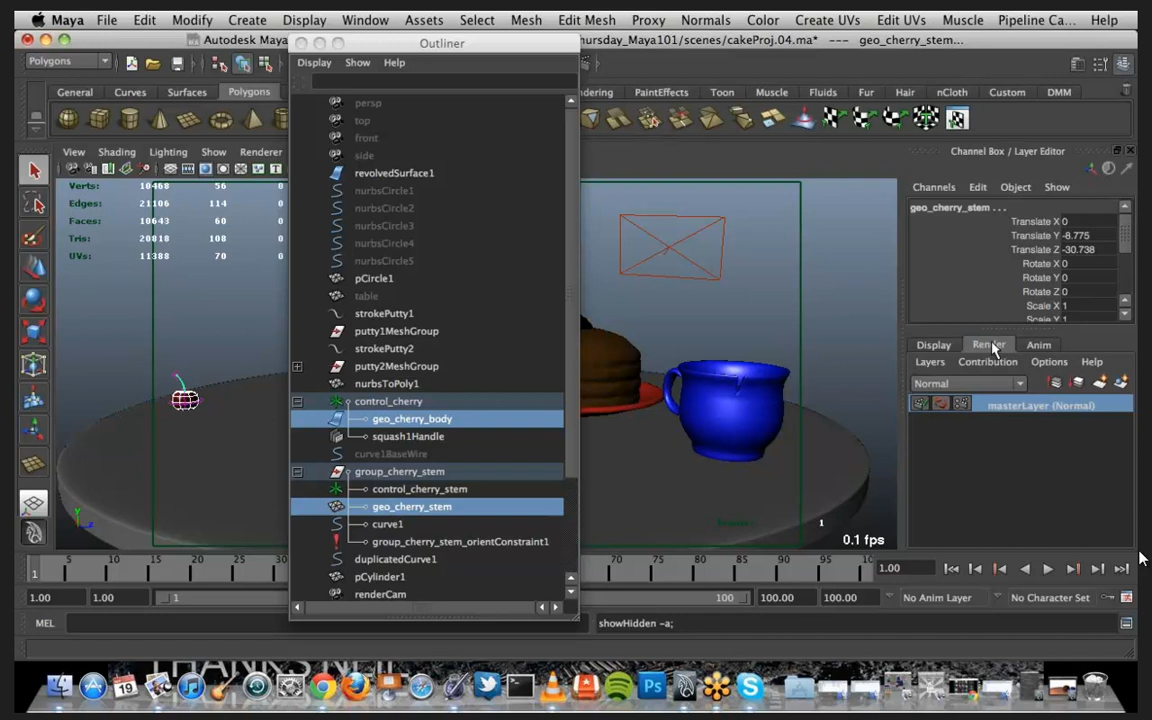 Maya File Edit Modify Create Display Window Assets Select Mesh Edit Mesh Proxy Normals Color Create UVs Edit UVs Muscle Pipeline Ca... Help
Autodesk Maya
Outliner
hursday_Maya101/scenes/cakeProj.04.ma* --- geo_cherry_stem...
Polygons
Display Show Help
General Curves Surfaces Polygons
dering PaintEffects Toon Muscle Fluids Fur Hair nCloth Custom DMM
View Shading Lighting Show Renderer
Channel Box / Layer Editor
Channels Edit Object Show
Verts: 10468 56 0
Edges: 21106 114 0
Faces: 10643 60 0
Tris: 20818 108 0
UVs: 11388 70 0
persp
top
front
side
revolvedSurface1
nurbsCircle1
nurbsCircle2
nurbsCircle3
nurbsCircle4
nurbsCircle5
pCircle1
table
strokePutty1
putty1MeshGroup
strokePutty2
putty2MeshGroup
nurbsToPoly1
control_cherry
geo_cherry_body
squash1Handle
curve1BaseWire
group_cherry_stem
control_cherry_stem
geo_cherry_stem
curve1
group_cherry_stem_orientConstraint1
duplicatedCurve1
pCylinder1
renderCam
geo_cherry_stem . . .
Translate X 0
Translate Y -8.775
Translate Z -30.738
Rotate X 0
Rotate Y 0
Rotate Z 0
Scale X 1
Scale Y 1
Display Render Anim
Layers Contribution Options Help
Normal
masterLayer (Normal)
y
z
1
0.1 fps
1 5 10 15 20 25 30 35 40 45
70 75 80 85 90 95 100
1.00
1.00 1.00 1 100 100.00 100.00 No Anim Layer No Character Set
MEL
showHidden -a;
THANKS NEIL
19